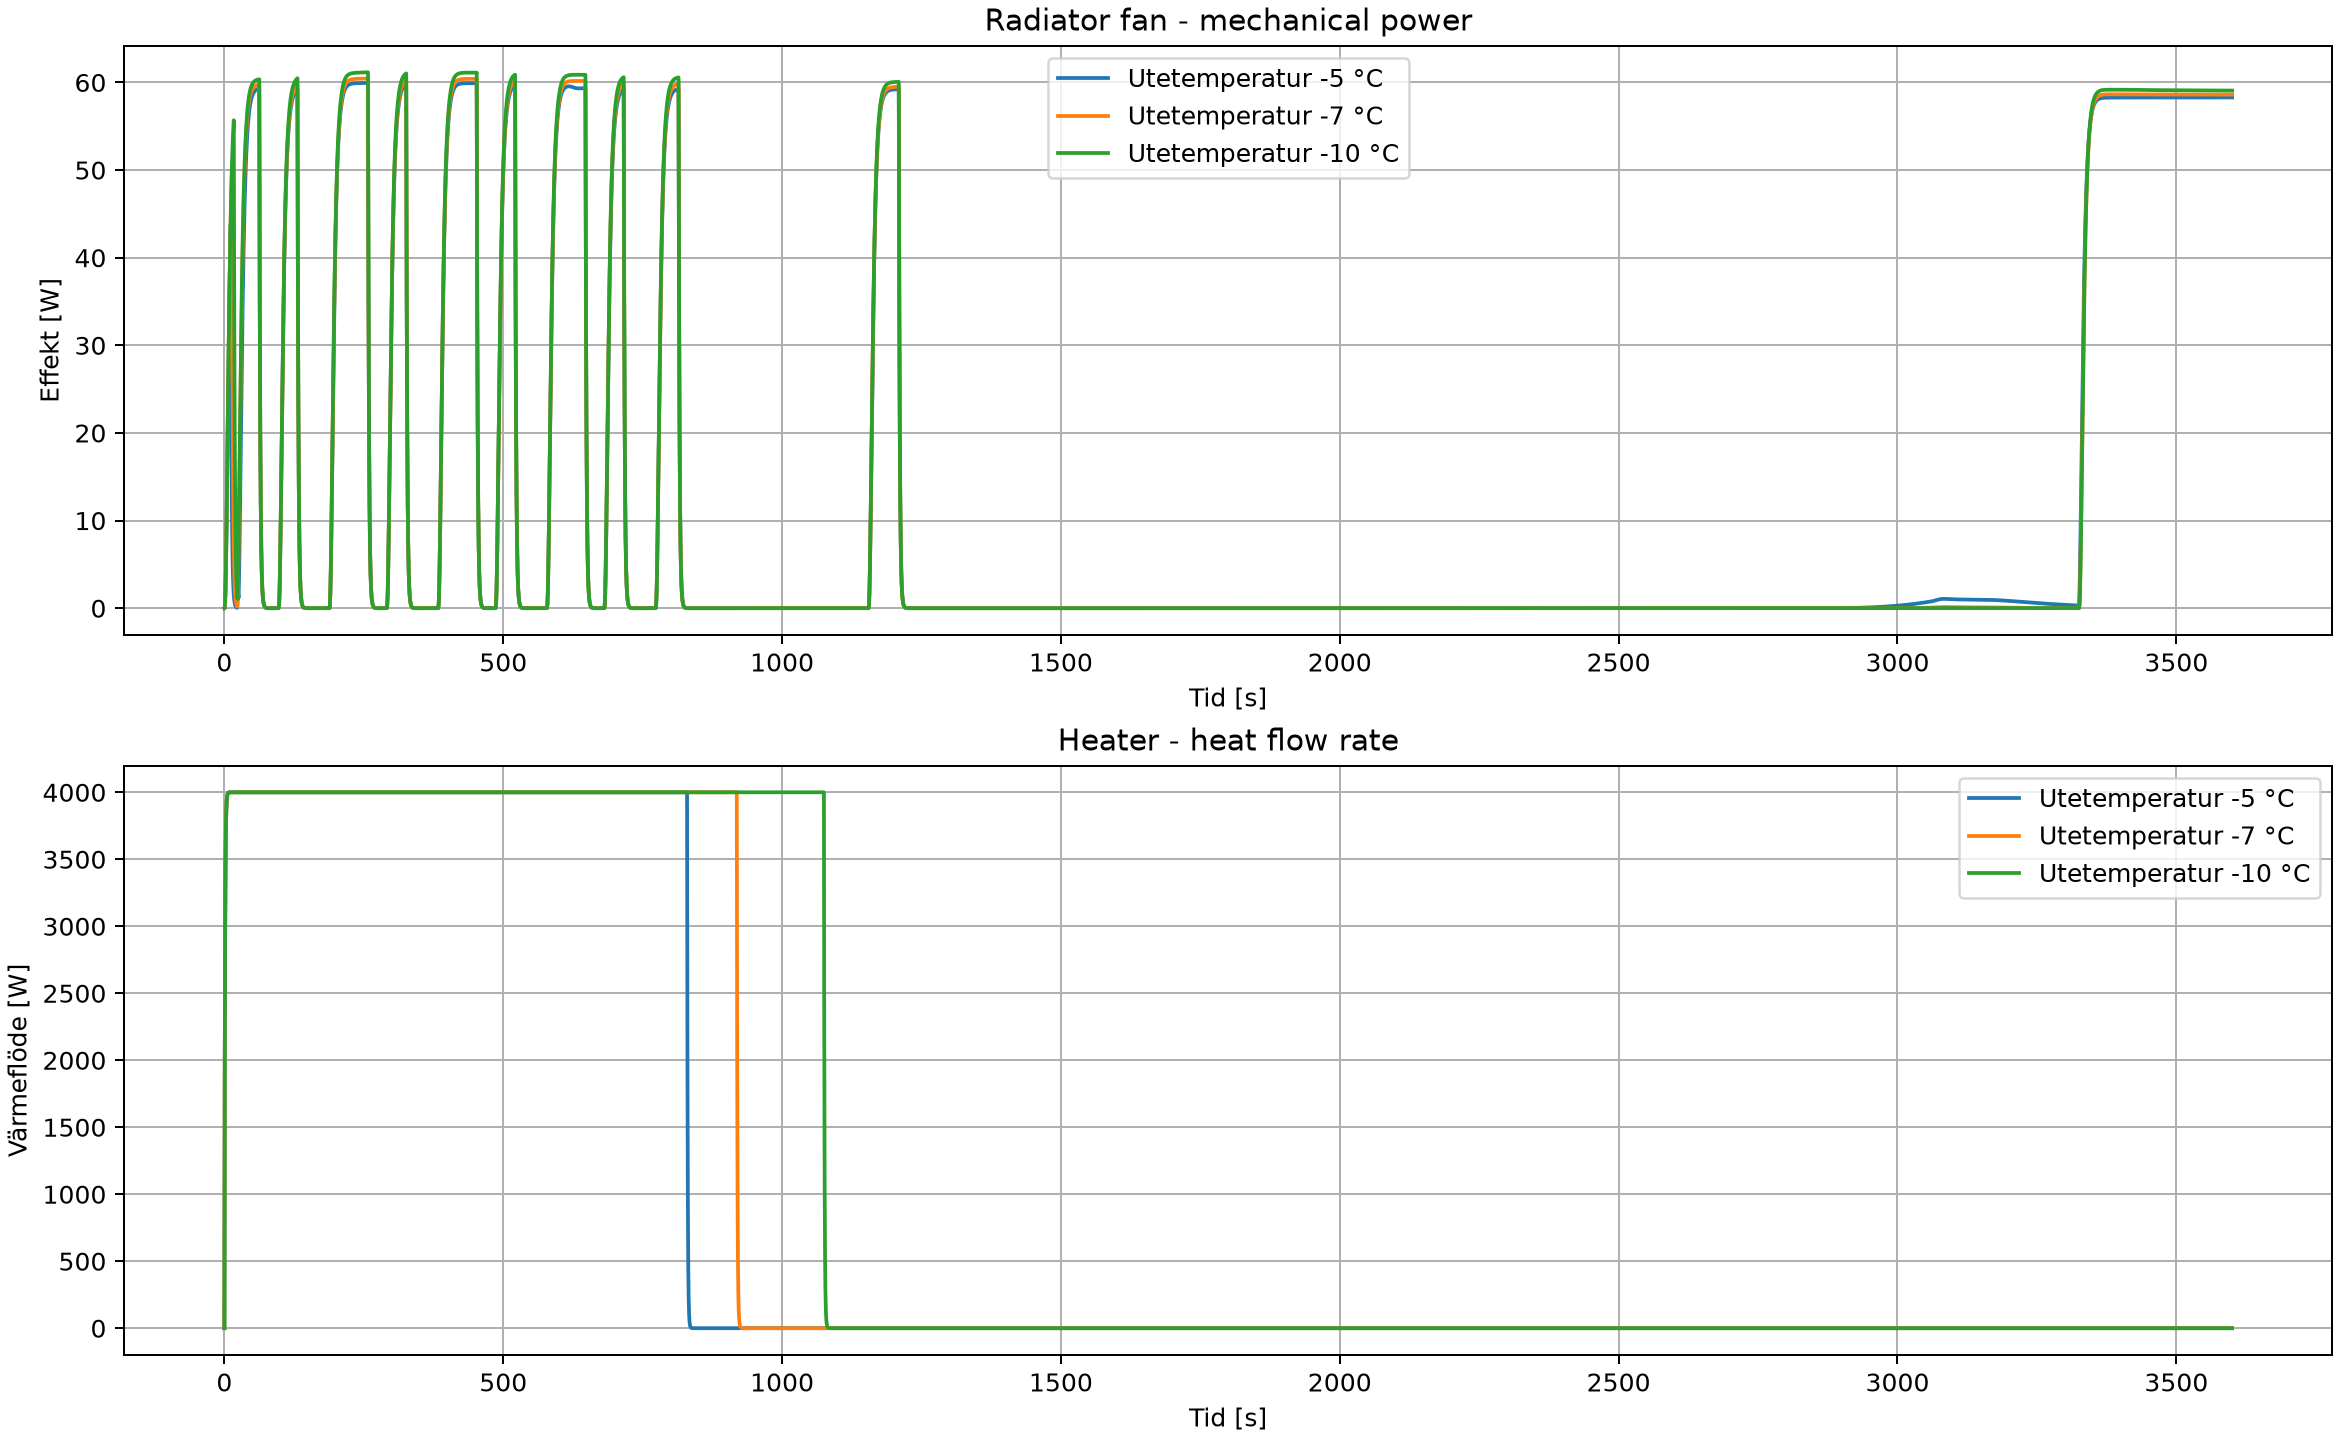 Radiator fan - mechanical power
Utetemperatur -5 °C
Utetemperatur -7 °C
Utetemperatur -10 °C
Effekt [W]
60
50
40
30
20
10
0
0 500 1000 1500 2000 2500 3000 3500
Tid [s]
Heater - heat flow rate
Utetemperatur -5 °C
Utetemperatur -7 °C
Utetemperatur -10 °C
Värmeflöde [W]
4000
3500
3000
2500
2000
1500
1000
500
0
0 500 1000 1500 2000 2500 3000 3500
Tid [s]